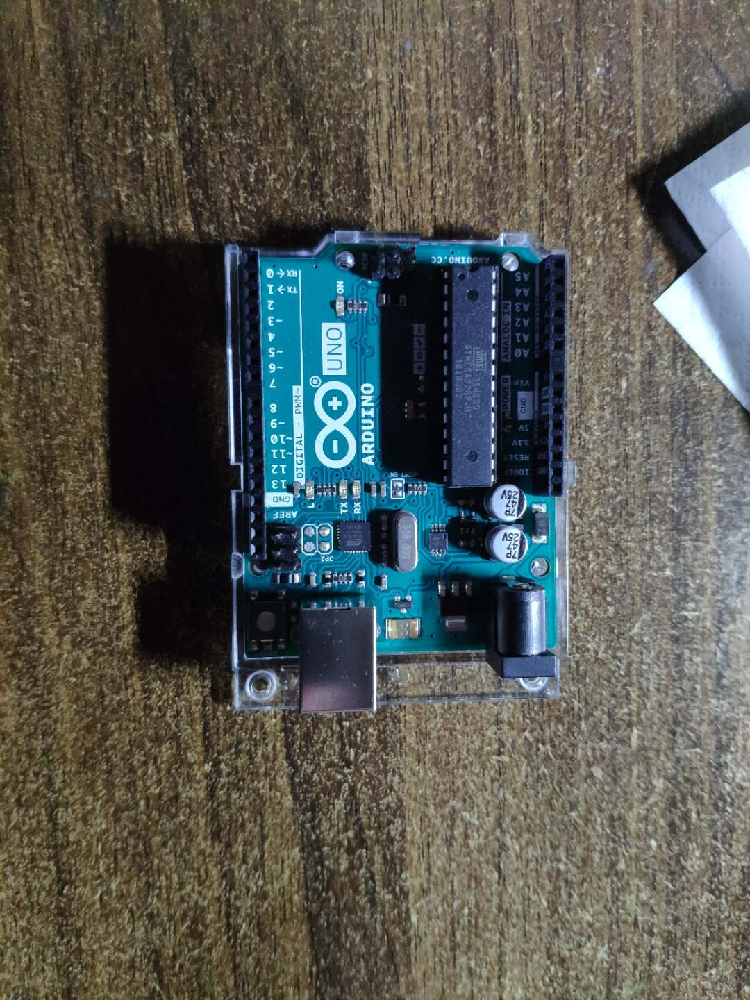 ARDUINO.CC
ON
UNO
®
ARDUINO
RX ← 0
TX → 1
2
~3
4
~5
~6
7
8
~9
~10
~11
12
13
GND
AREF
DIGITAL - PWM~
A5
A4
A3
A2
A1
A0
ANALOG IN
Vin
GND
5V
3.3V
RESET
IOREF
POWER
L
TX
RX
JP2
47
25V
47
25V